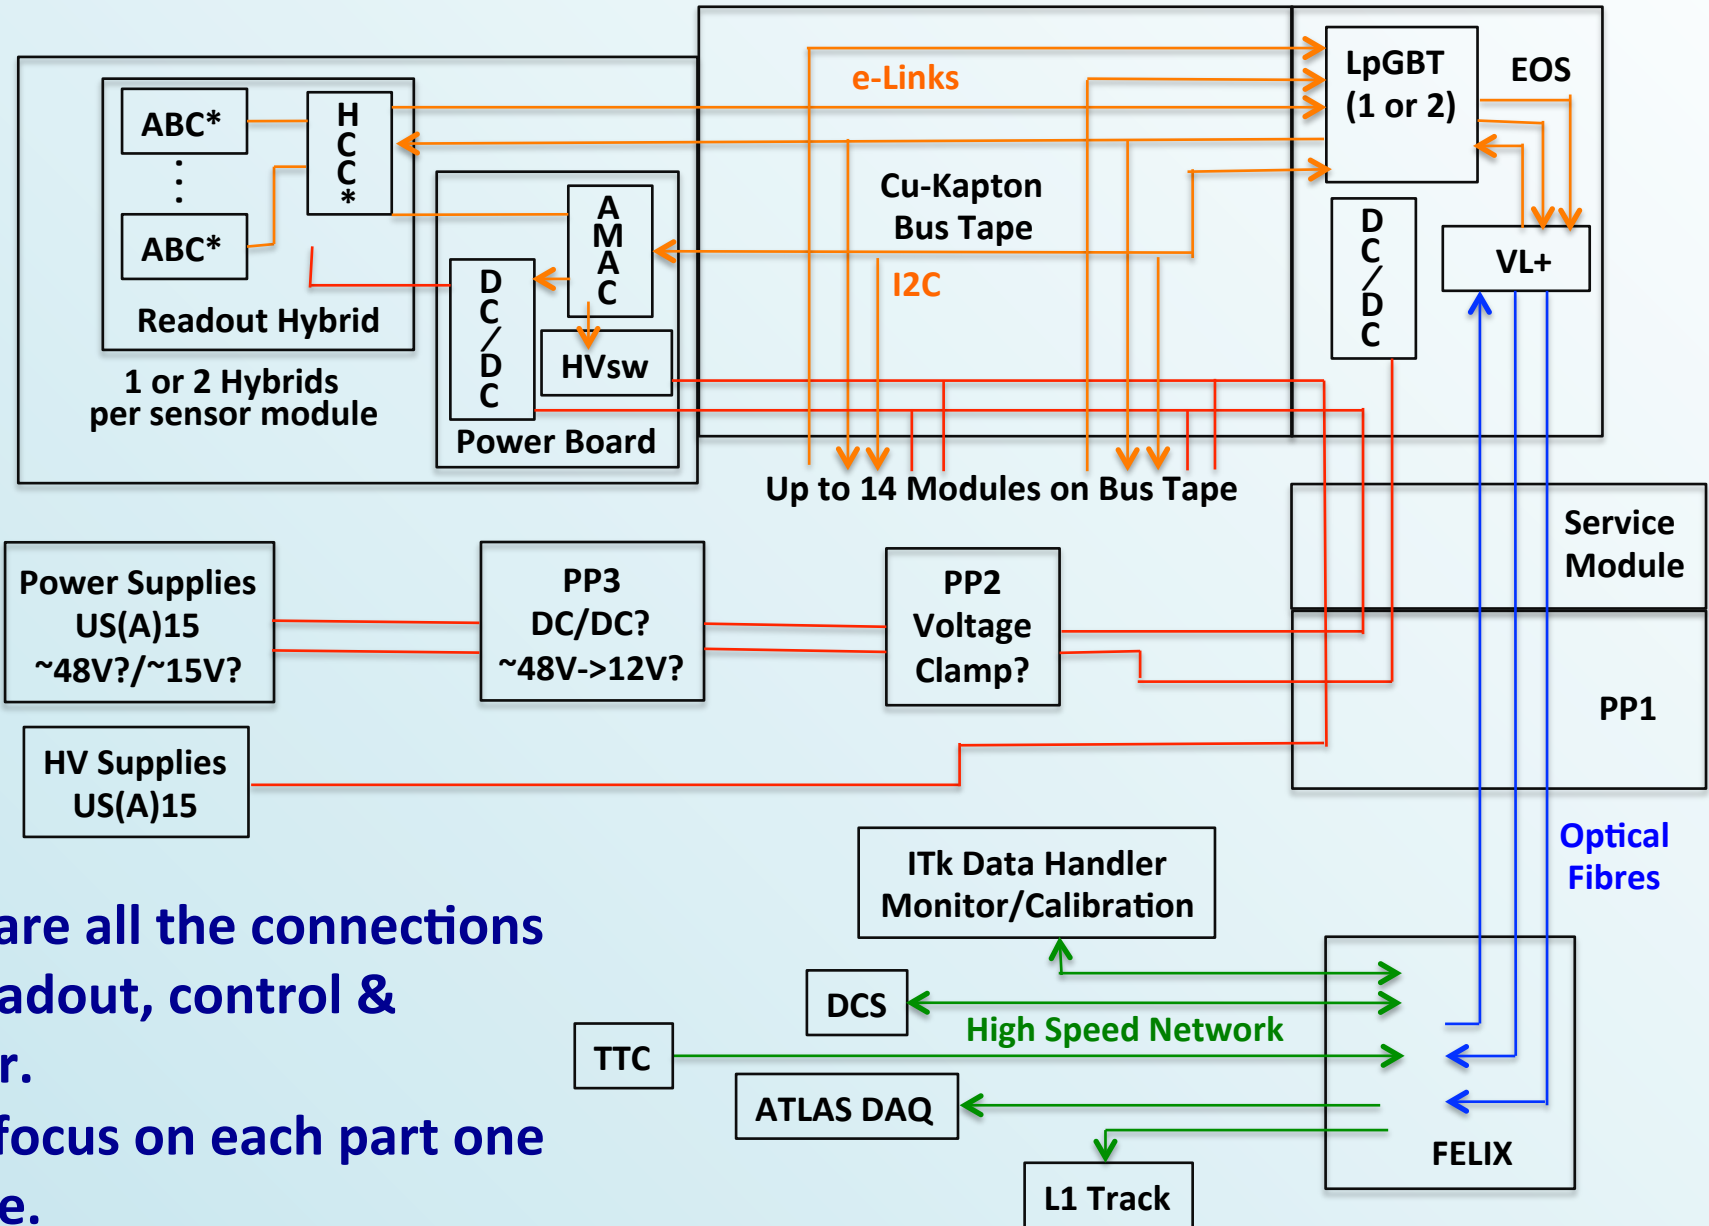 e-Links
LpGBT
(1 or 2)
EOS
ABC*
H
C
C
*
ABC*
Readout Hybrid
1 or 2 Hybrids
per sensor module
A
M
A
C
D
C
/
D
C
HVsw
Power Board
Cu-Kapton
Bus Tape
I2C
D
C
/
D
C
VL+
Up to 14 Modules on Bus Tape
Service
Module
Power Supplies
US(A)15
~48V?/~15V?
PP3
DC/DC?
~48V->12V?
PP2
Voltage
Clamp?
PP1
HV Supplies
US(A)15
Optical
Fibres
ITk Data Handler
Monitor/Calibration
DCS
High Speed Network
TTC
ATLAS DAQ
L1 Track
FELIX
are all the connections
control &
focus on each part one